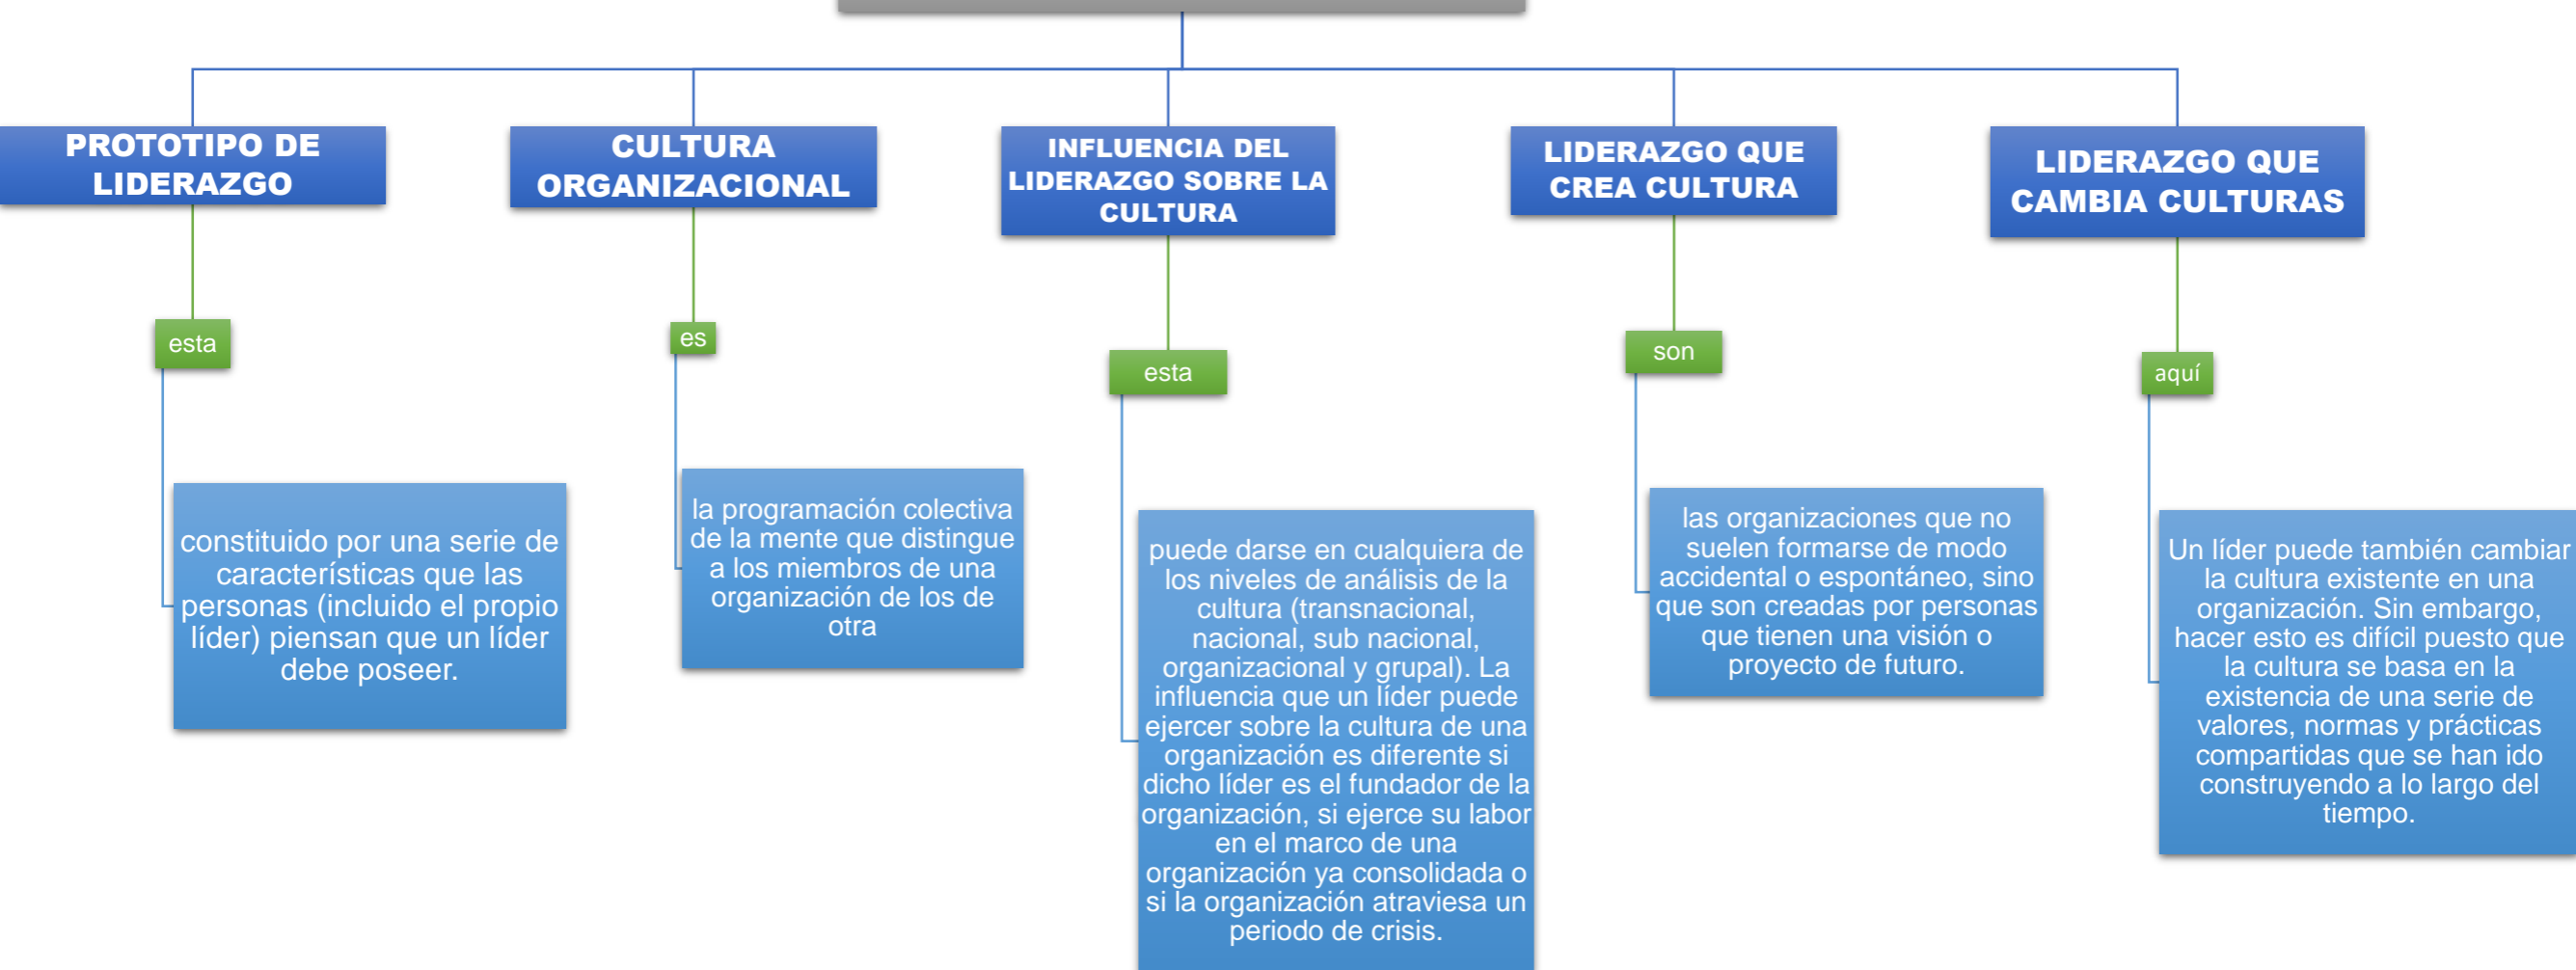 PROTOTIPO DE
LIDERAZGO
esta
constituido por una serie de
características que las
personas (incluido el propio
líder) piensan que un líder
debe poseer.
CULTURA
ORGANIZACIONAL
es
la programación colectiva
de la mente que distingue
a los miembros de una
organización de los de
otra
INFLUENCIA DEL
LIDERAZGO SOBRE LA
CULTURA
esta
puede darse en cualquiera de
los niveles de análisis de la
cultura (transnacional,
nacional, sub nacional,
organizacional y grupal). La
influencia que un líder puede
ejercer sobre la cultura de una
organización es diferente si
dicho líder es el fundador de la
organización, si ejerce su labor
en el marco de una
organización ya consolidada o
si la organización atraviesa un
periodo de crisis.
LIDERAZGO QUE
CREA CULTURA
son
las organizaciones que no
suelen formarse de modo
accidental o espontáneo, sino
que son creadas por personas
que tienen una visión o
proyecto de futuro.
LIDERAZGO QUE
CAMBIA CULTURAS
aquí
Un líder puede también cambiar
la cultura existente en una
organización. Sin embargo,
hacer esto es difícil puesto que
la cultura se basa en la
existencia de una serie de
valores, normas y prácticas
compartidas que se han ido
construyendo a lo largo del
tiempo.